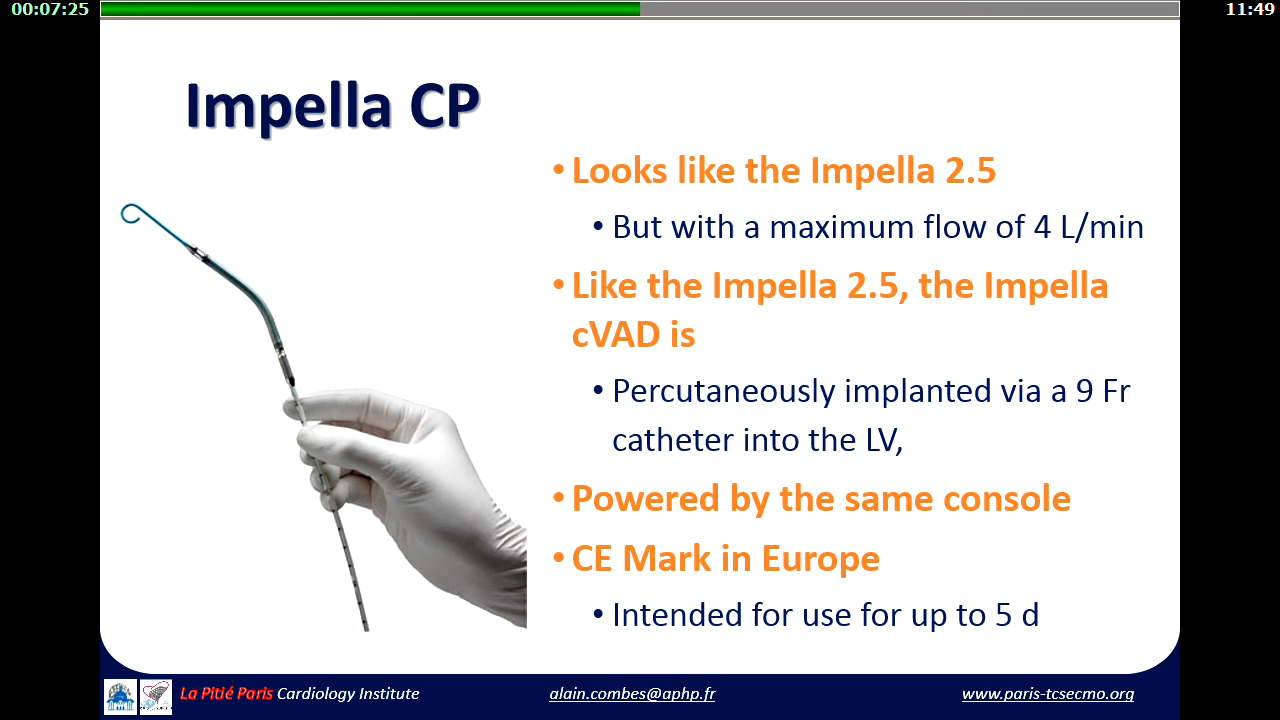 00:07:25
11:49
Impella CP
• Looks like the Impella 2.5
• But with a maximum flow of 4 L/min
• Like the Impella 2.5, the Impella
cVAD is
• Percutaneously implanted via a 9 Fr
catheter into the LV,
• Powered by the same console
• CE Mark in Europe
• Intended for use for up to 5 d
La Pitié Paris Cardiology Institute
alain.combes@aphp.fr
www.paris-tcsecmo.org